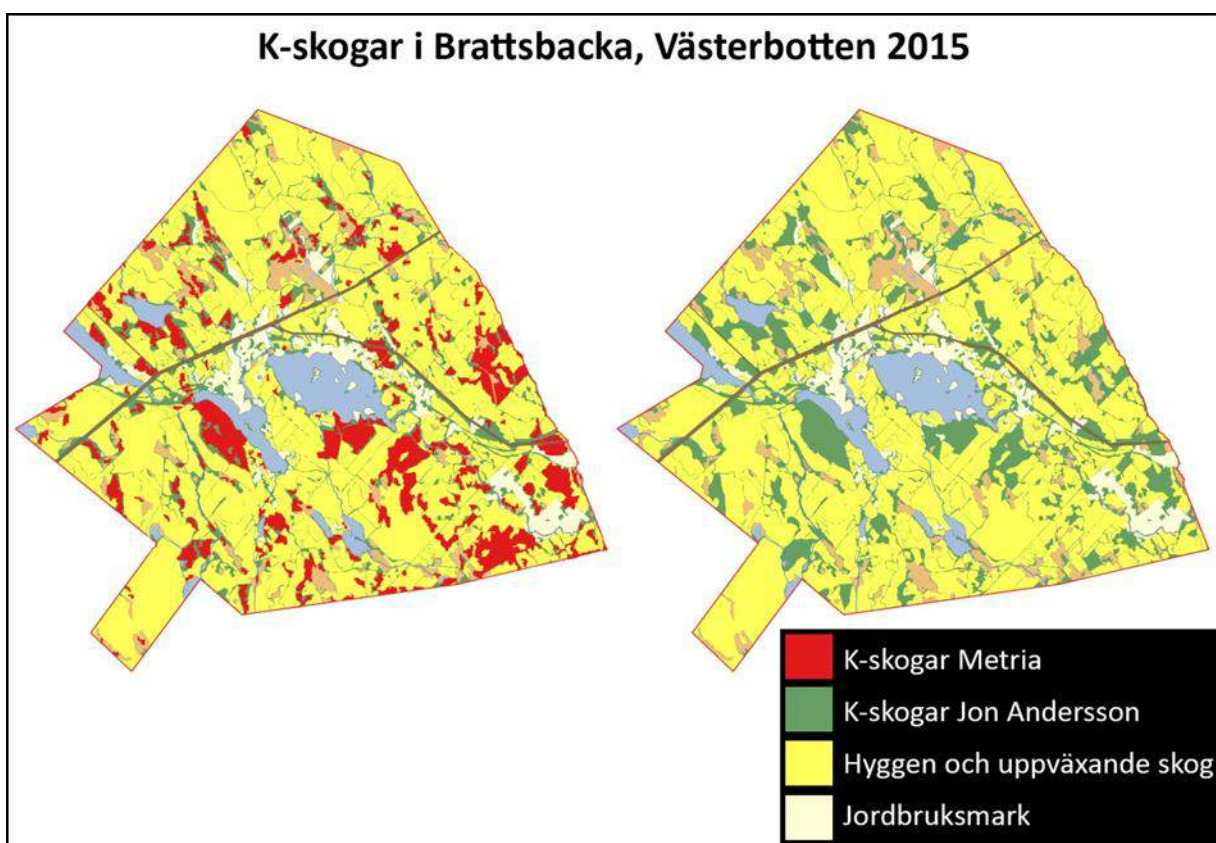 K-skogar i Brattsbacka, Västerbotten 2015
K-skogar Metria
K-skogar Jon Andersson
Hyggen och uppväxande skog
Jordbruksmark